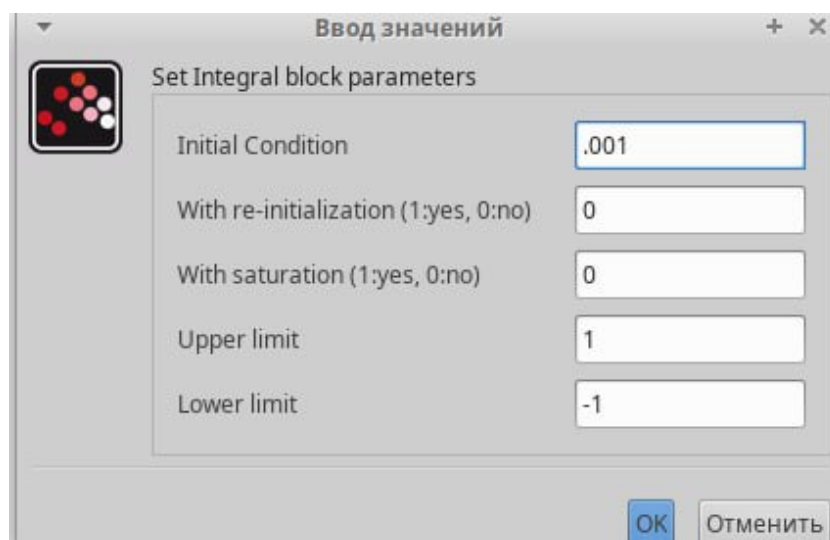 Ввод значений
Set Integral block parameters
Initial Condition .001
With re-initialization (1:yes, 0:no) 0
With saturation (1:yes, 0:no) 0
Upper limit 1
Lower limit -1
OK Отменить